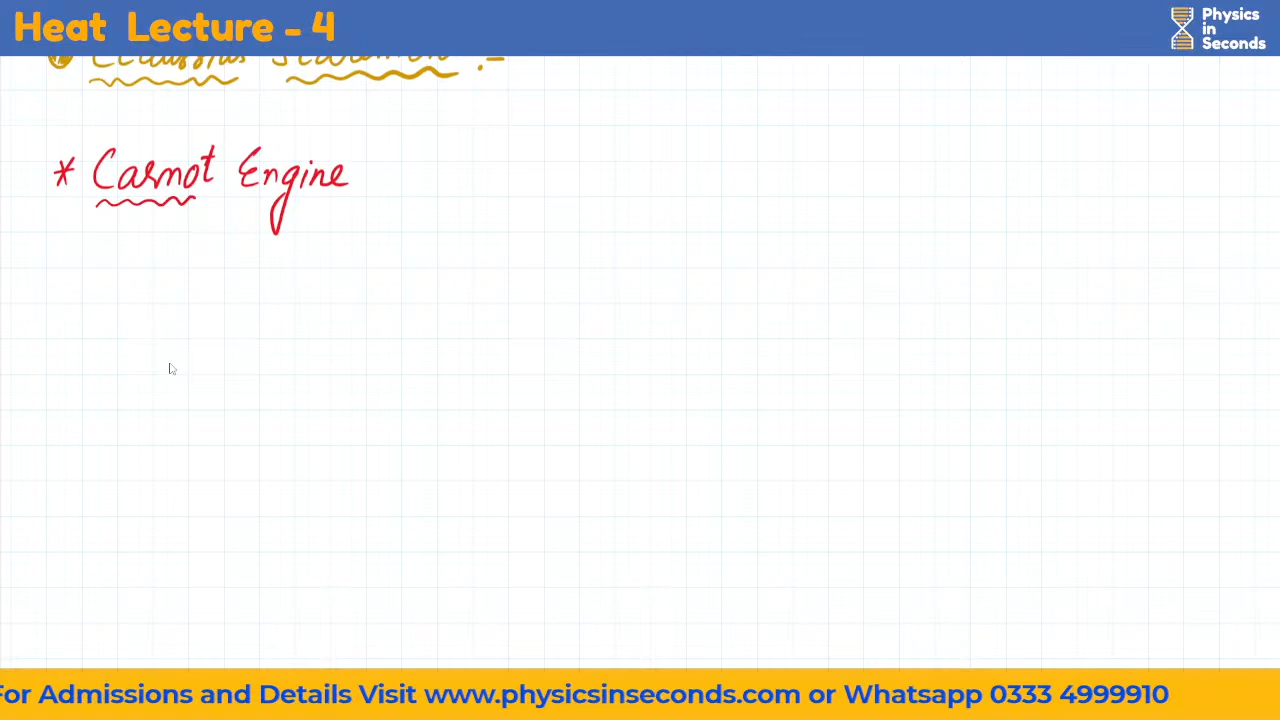 Heat Lecture - 4
Physics
in
Seconds
* Carnot Engine
For Admissions and Details Visit www.physicsinseconds.com or Whatsapp 0333 4999910